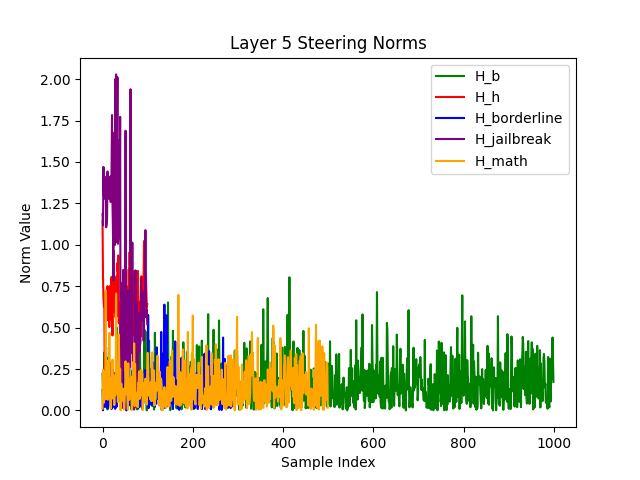 Layer 5 Steering Norms
H_b
H_h
H_borderline
H_jailbreak
H_math
Norm Value
2.00
1.75
1.50
1.25
1.00
0.75
0.50
0.25
0.00
0
200
400
600
800
1000
Sample Index